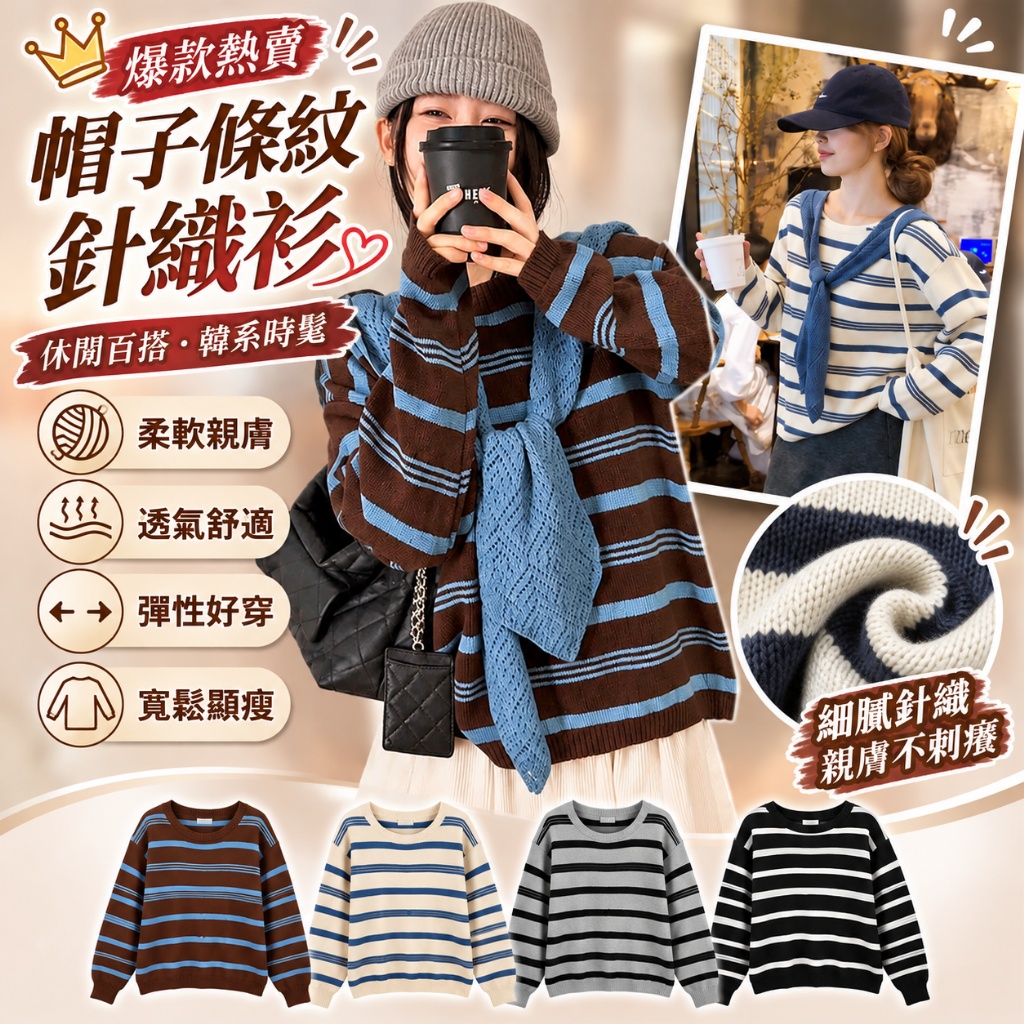 爆款熱賣
帽子條紋
針織衫
休閒百搭・韓系時髦
柔軟親膚
透氣舒適
彈性好穿
寬鬆顯瘦
細膩針織
親膚不刺癢